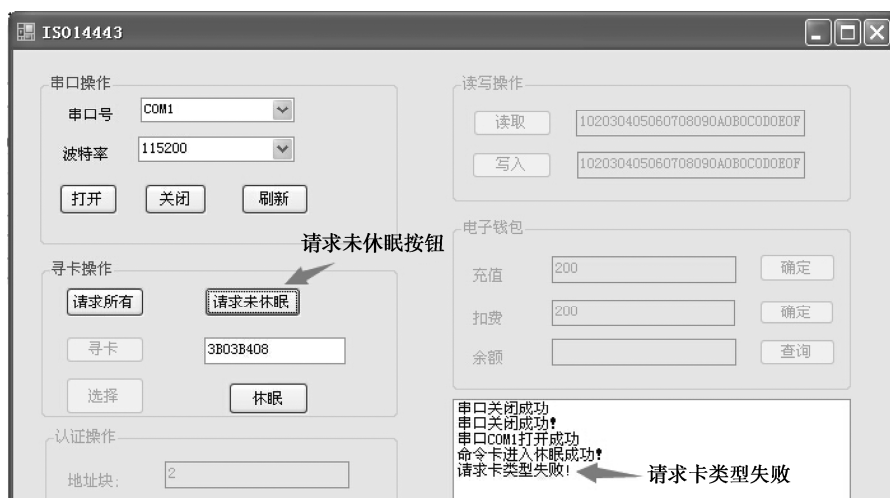 ISO14443
串口操作
串口号 COM1
波特率 115200
打开 关闭 刷新
请求未休眠按钮
寻卡操作
请求所有 请求未休眠
寻卡 3B03B408
选择 休眠
认证操作
地址块: 2
读写操作
读取 102030405060708090A0B0C0D0E0F
写入 102030405060708090A0B0C0D0E0F
电子钱包
充值 200 确定
扣费 200 确定
余额 查询
串口关闭成功
串口关闭成功!
串口COM1打开成功
命令卡进入休眠成功!
请求卡类型失败!
请求卡类型失败